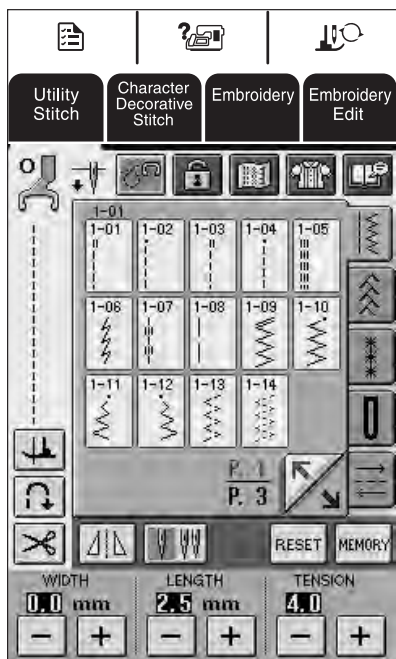 Utility
Stitch
Character
Decorative
Stitch
Embroidery
Embroidery
Edit
1-01
1-01 1-02 1-03 1-04 1-05
1-06 1-07 1-08 1-09 1-10
1-11 1-12 1-13 1-14
P. 1
P. 3
RESET MEMORY
WIDTH LENGTH TENSION
0.0 mm 2.5 mm 4.0
- + - + - +